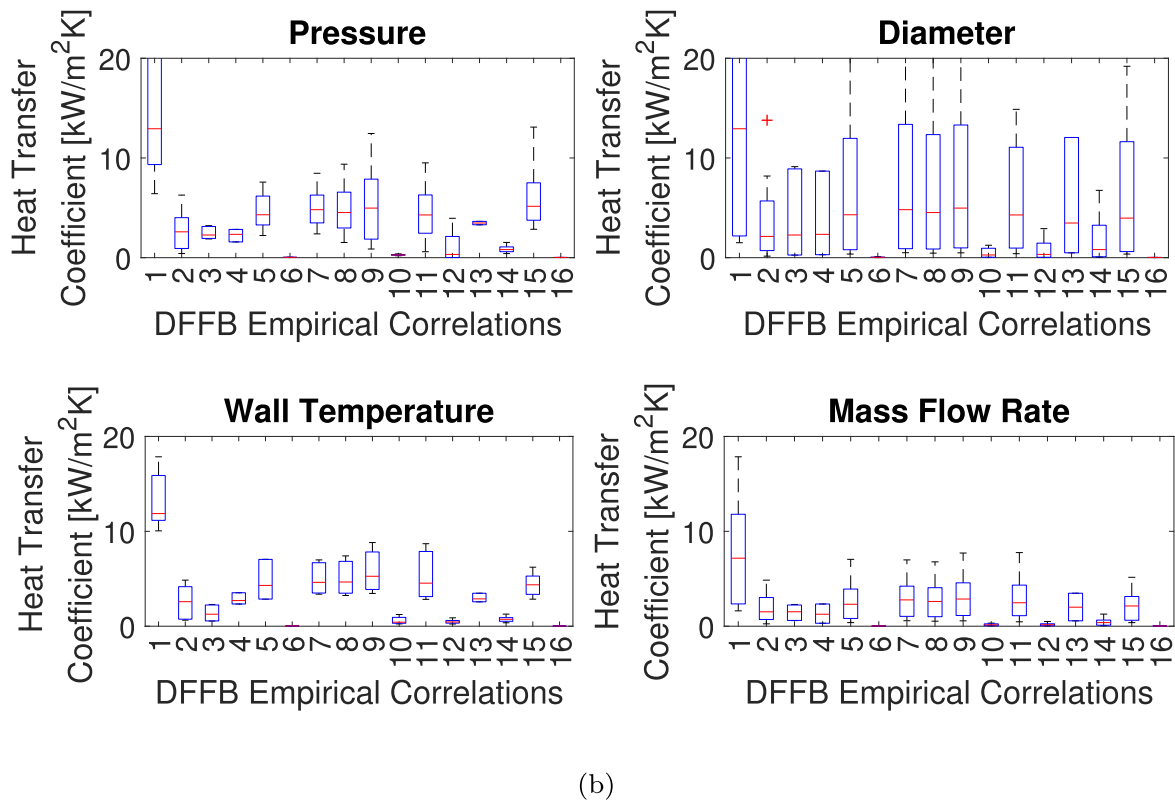 Pressure
20
10
0
Heat Transfer
Coefficient [kW/m²K]
1 2 3 4 5 6 7 8 9 10 11 12 13 14 15 16
DFFB Empirical Correlations
Diameter
20
10
0
Heat Transfer
Coefficient [kW/m²K]
1 2 3 4 5 6 7 8 9 10 11 12 13 14 15 16
DFFB Empirical Correlations
Wall Temperature
20
10
0
Heat Transfer
Coefficient [kW/m²K]
1 2 3 4 5 6 7 8 9 10 11 12 13 14 15 16
DFFB Empirical Correlations
Mass Flow Rate
20
10
0
Heat Transfer
Coefficient [kW/m²K]
1 2 3 4 5 6 7 8 9 10 11 12 13 14 15 16
DFFB Empirical Correlations
(b)